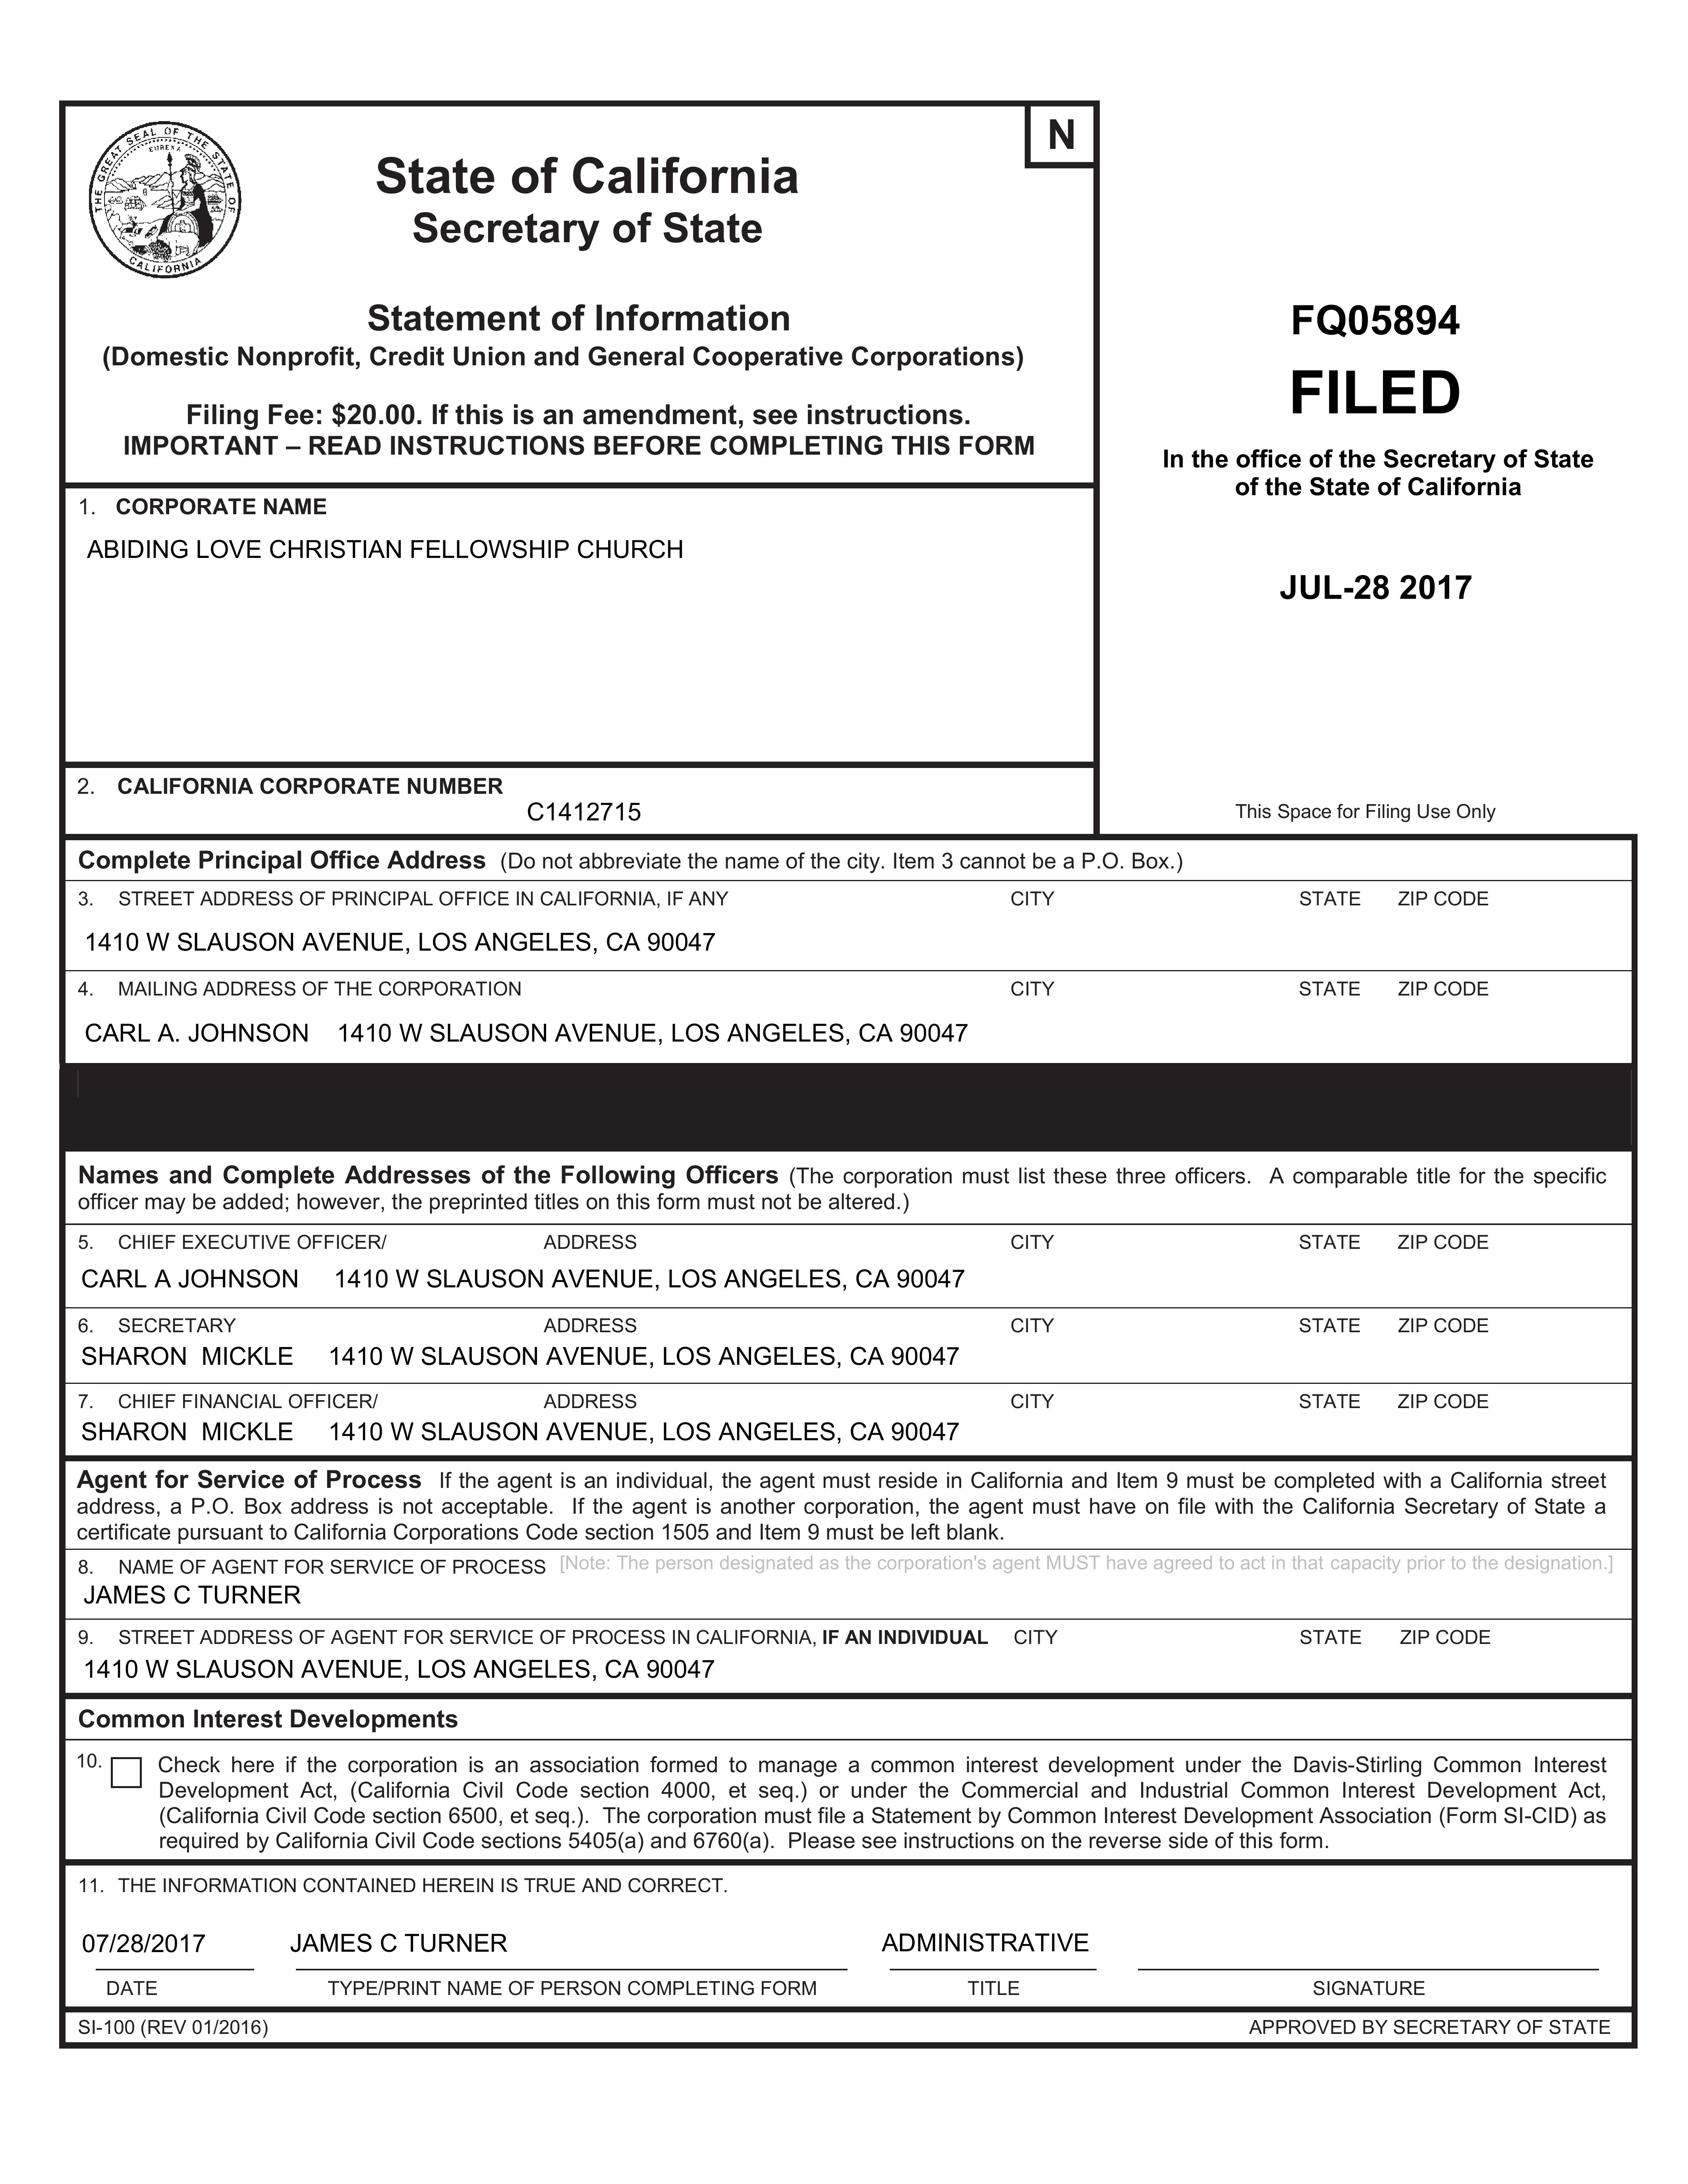 THE GREAT SEAL OF THE STATE OF CALIFORNIA
EUREKA
N
State of California
Secretary of State
Statement of Information
(Domestic Nonprofit, Credit Union and General Cooperative Corporations)
Filing Fee: $20.00. If this is an amendment, see instructions.
IMPORTANT – READ INSTRUCTIONS BEFORE COMPLETING THIS FORM
FQ05894
FILED
In the office of the Secretary of State
of the State of California
JUL-28 2017
1. CORPORATE NAME
ABIDING LOVE CHRISTIAN FELLOWSHIP CHURCH
2. CALIFORNIA CORPORATE NUMBER
C1412715
This Space for Filing Use Only
Complete Principal Office Address (Do not abbreviate the name of the city. Item 3 cannot be a P.O. Box.)
3. STREET ADDRESS OF PRINCIPAL OFFICE IN CALIFORNIA, IF ANY CITY STATE ZIP CODE
1410 W SLAUSON AVENUE, LOS ANGELES, CA 90047
4. MAILING ADDRESS OF THE CORPORATION CITY STATE ZIP CODE
CARL A. JOHNSON 1410 W SLAUSON AVENUE, LOS ANGELES, CA 90047
Names and Complete Addresses of the Following Officers (The corporation must list these three officers. A comparable title for the specific
officer may be added; however, the preprinted titles on this form must not be altered.)
5. CHIEF EXECUTIVE OFFICER/ ADDRESS CITY STATE ZIP CODE
CARL A JOHNSON 1410 W SLAUSON AVENUE, LOS ANGELES, CA 90047
6. SECRETARY ADDRESS CITY STATE ZIP CODE
SHARON MICKLE 1410 W SLAUSON AVENUE, LOS ANGELES, CA 90047
7. CHIEF FINANCIAL OFFICER/ ADDRESS CITY STATE ZIP CODE
SHARON MICKLE 1410 W SLAUSON AVENUE, LOS ANGELES, CA 90047
Agent for Service of Process If the agent is an individual, the agent must reside in California and Item 9 must be completed with a California street
address, a P.O. Box address is not acceptable. If the agent is another corporation, the agent must have on file with the California Secretary of State a
certificate pursuant to California Corporations Code section 1505 and Item 9 must be left blank.
8. NAME OF AGENT FOR SERVICE OF PROCESS [Note: The person designated as the corporation's agent MUST have agreed to act in that capacity prior to the designation.]
JAMES C TURNER
9. STREET ADDRESS OF AGENT FOR SERVICE OF PROCESS IN CALIFORNIA, IF AN INDIVIDUAL CITY STATE ZIP CODE
1410 W SLAUSON AVENUE, LOS ANGELES, CA 90047
Common Interest Developments
10. Check here if the corporation is an association formed to manage a common interest development under the Davis-Stirling Common Interest
Development Act, (California Civil Code section 4000, et seq.) or under the Commercial and Industrial Common Interest Development Act,
(California Civil Code section 6500, et seq.). The corporation must file a Statement by Common Interest Development Association (Form SI-CID) as
required by California Civil Code sections 5405(a) and 6760(a). Please see instructions on the reverse side of this form.
11. THE INFORMATION CONTAINED HEREIN IS TRUE AND CORRECT.
07/28/2017 JAMES C TURNER ADMINISTRATIVE
DATE TYPE/PRINT NAME OF PERSON COMPLETING FORM TITLE SIGNATURE
SI-100 (REV 01/2016) APPROVED BY SECRETARY OF STATE